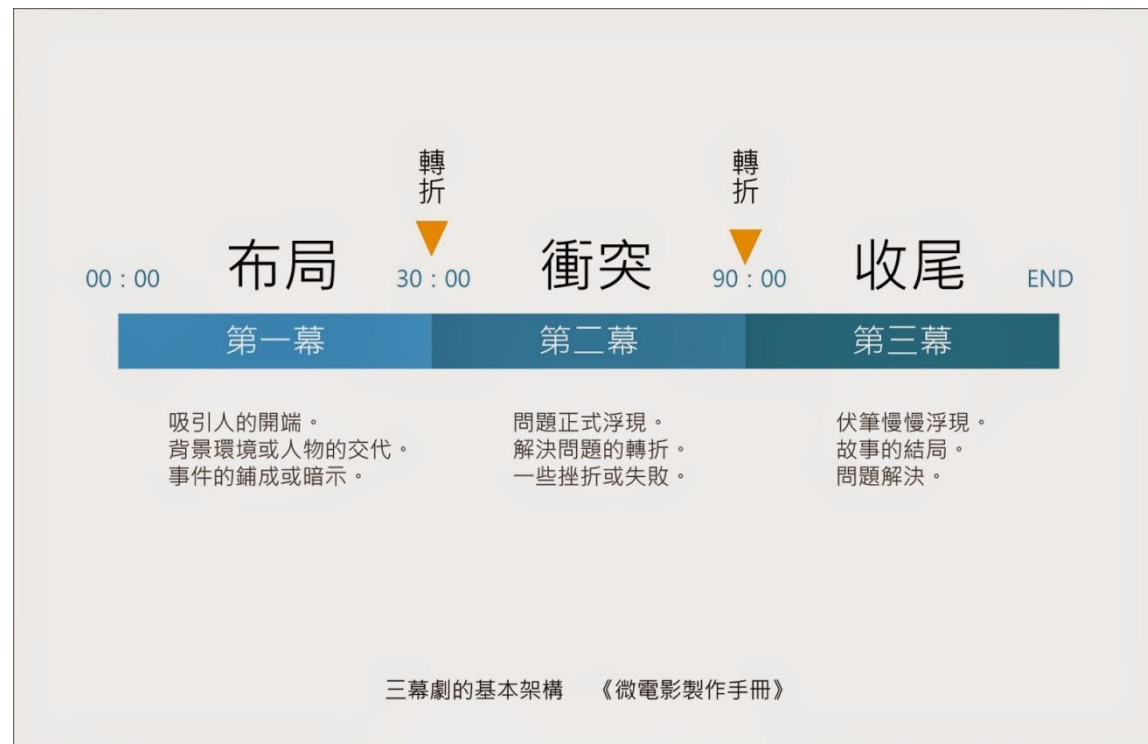 轉折
轉折
00：00
布局
30：00
衝突
90：00
收尾
END
第一幕
第二幕
第三幕
吸引人的開端。
背景環境或人物的交代。
事件的鋪成或暗示。
問題正式浮現。
解決問題的轉折。
一些挫折或失敗。
伏筆慢慢浮現。
故事的結局。
問題解決。
三幕劇的基本架構 《微電影製作手冊》